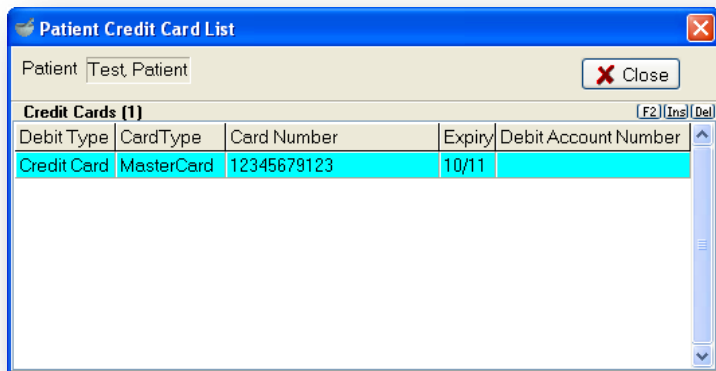 Patient Credit Card List
Patient Test, Patient Close
Credit Cards (1) F2 Ins Del
Debit Type CardType Card Number Expiry Debit Account Number
Credit Card MasterCard 12345679123 10/11